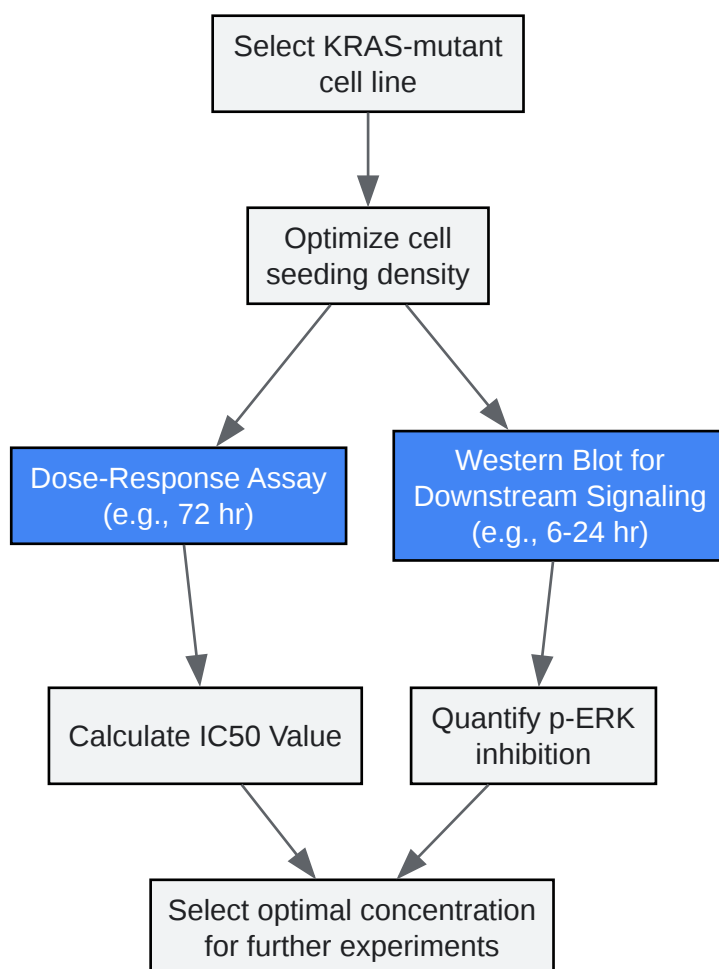 Select KRAS-mutant
cell line
Optimize cell
seeding density
Dose-Response Assay
(e.g., 72 hr)
Western Blot for
Downstream Signaling
(e.g., 6-24 hr)
Calculate IC50 Value
Quantify p-ERK
inhibition
Select optimal concentration
for further experiments